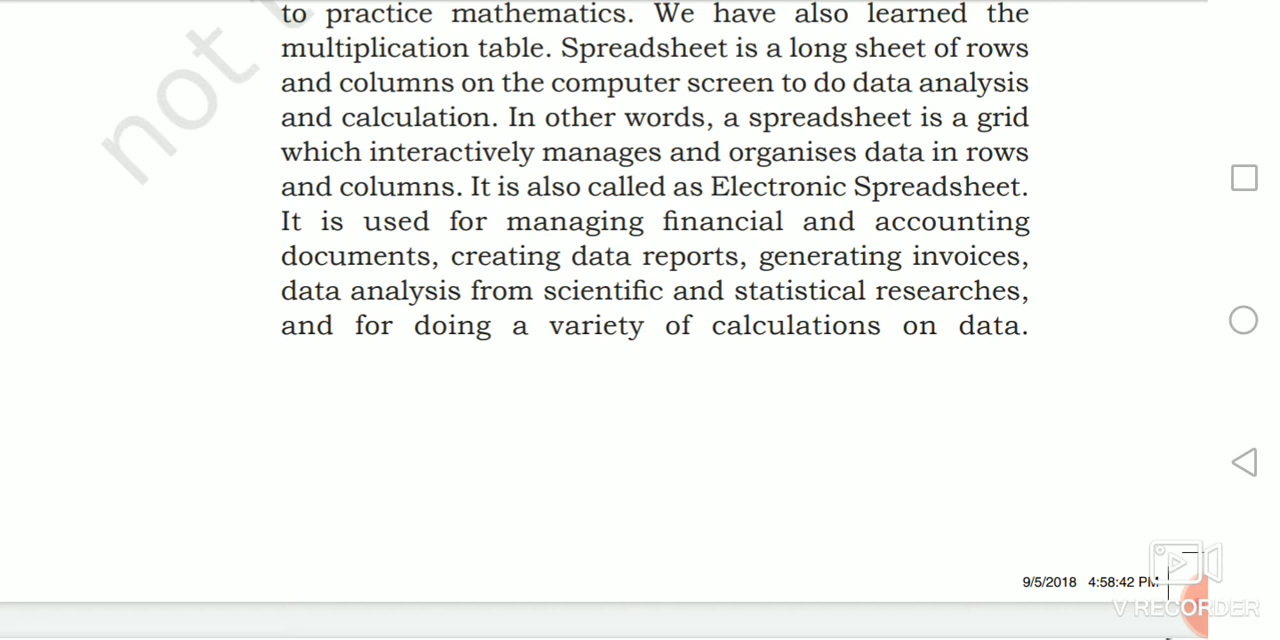 to practice mathematics. We have also learned the
multiplication table. Spreadsheet is a long sheet of rows
and columns on the computer screen to do data analysis
and calculation. In other words, a spreadsheet is a grid
which interactively manages and organises data in rows
and columns. It is also called as Electronic Spreadsheet.
It is used for managing financial and accounting
documents, creating data reports, generating invoices,
data analysis from scientific and statistical researches,
and for doing a variety of calculations on data.
not
9/5/2018 4:58:42 PM
V RECORDER